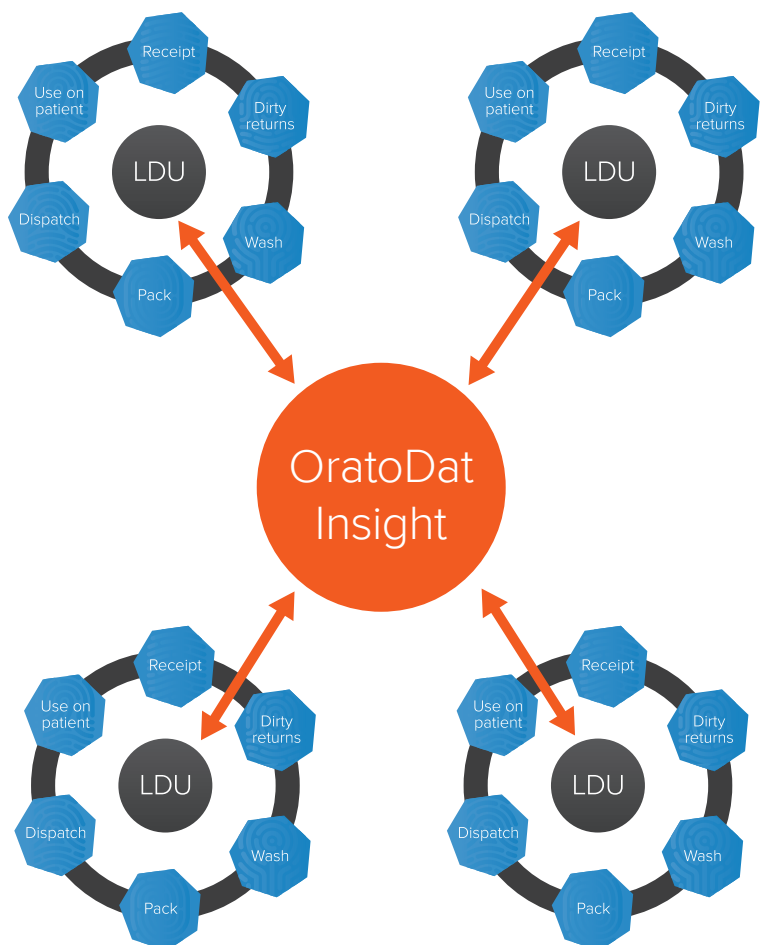 Receipt
Use on
patient
Dirty
returns
LDU
Dispatch
Wash
Pack
Receipt
Use on
patient
Dirty
returns
LDU
Dispatch
Wash
Pack
OratoDat
Insight
Receipt
Use on
patient
Dirty
returns
LDU
Dispatch
Wash
Pack
Receipt
Use on
patient
Dirty
returns
LDU
Dispatch
Wash
Pack